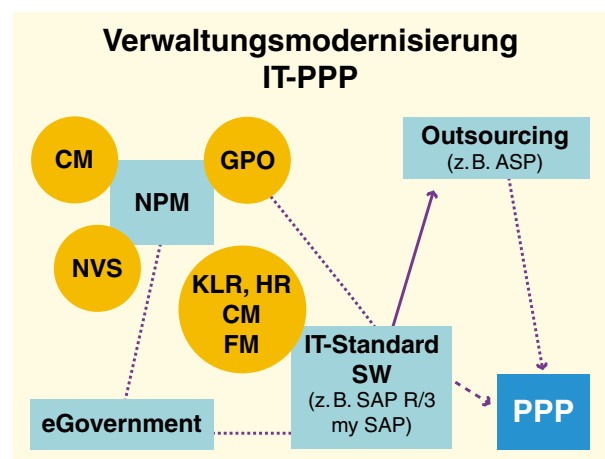 Verwaltungsmodernisierung
IT-PPP
CM
GPO
NPM
NVS
Outsourcing
(z. B. ASP)
KLR, HR
CM
FM
IT-Standard
SW
(z. B. SAP R/3
my SAP)
eGovernment
PPP